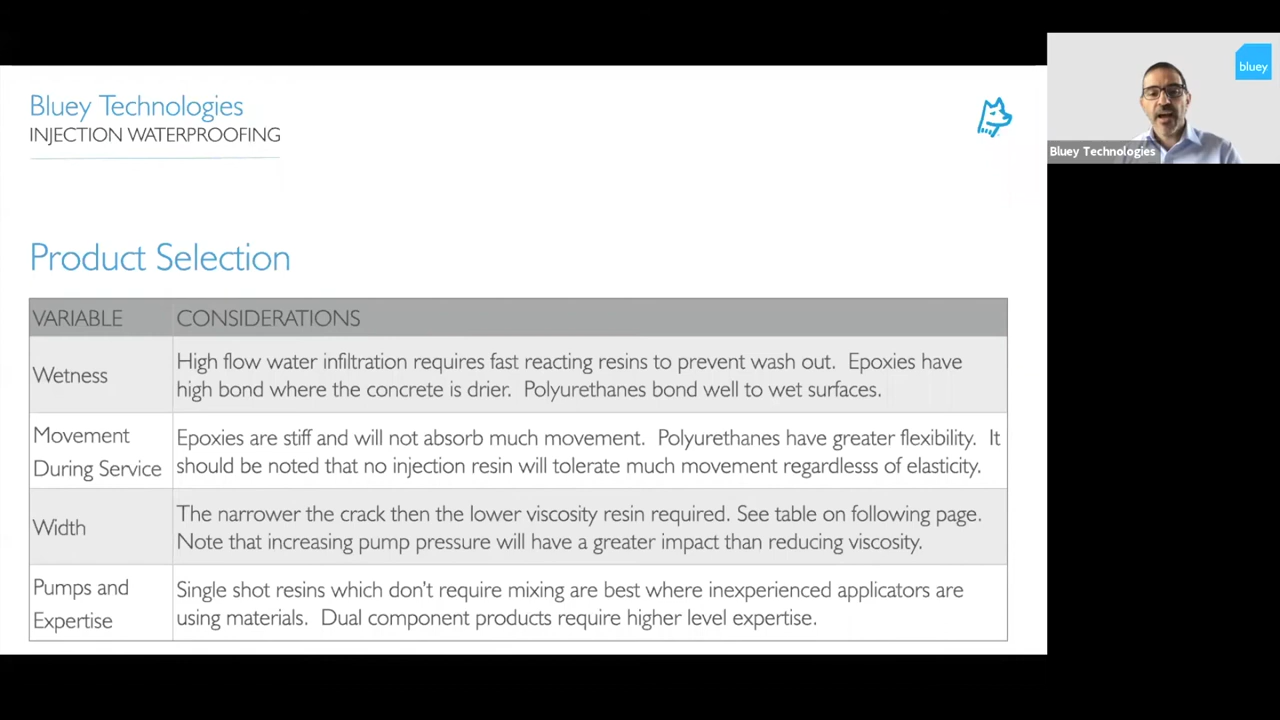 Bluey Technologies
INJECTION WATERPROOFING
Product Selection
VARIABLE
CONSIDERATIONS
Wetness
High flow water infiltration requires fast reacting resins to prevent wash out. Epoxies have
high bond where the concrete is drier. Polyurethanes bond well to wet surfaces.
Movement
During Service
Epoxies are stiff and will not absorb much movement. Polyurethanes have greater flexibility. It
should be noted that no injection resin will tolerate much movement regardlesss of elasticity.
Width
The narrower the crack then the lower viscosity resin required. See table on following page.
Note that increasing pump pressure will have a greater impact than reducing viscosity.
Pumps and
Expertise
Single shot resins which don't require mixing are best where inexperienced applicators are
using materials. Dual component products require higher level expertise.
bluey
Bluey Technologies